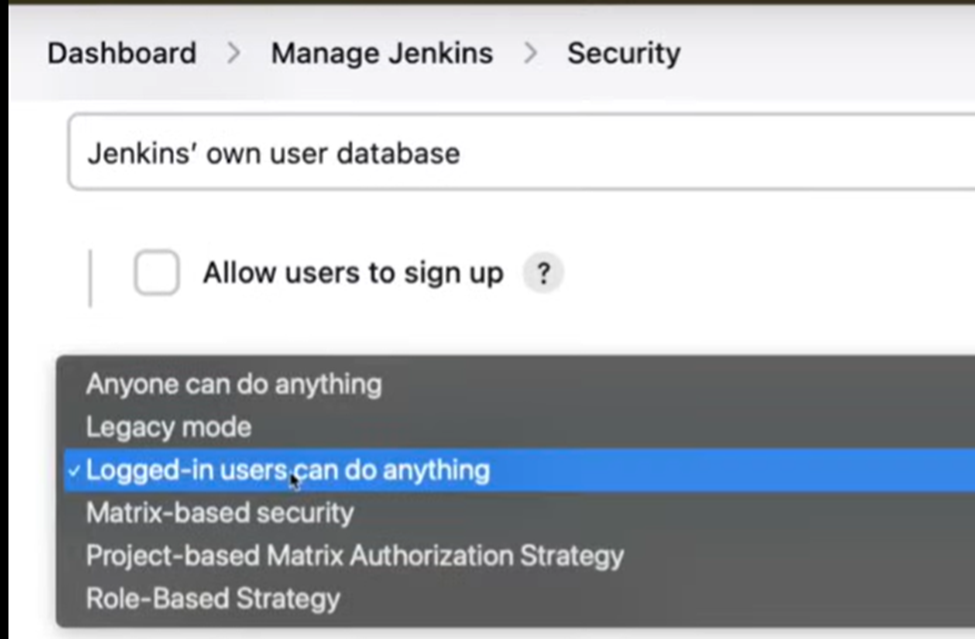 Dashboard > Manage Jenkins > Security
Jenkins' own user database
Allow users to sign up ?
Anyone can do anything
Legacy mode
✓ Logged-in users can do anything
Matrix-based security
Project-based Matrix Authorization Strategy
Role-Based Strategy